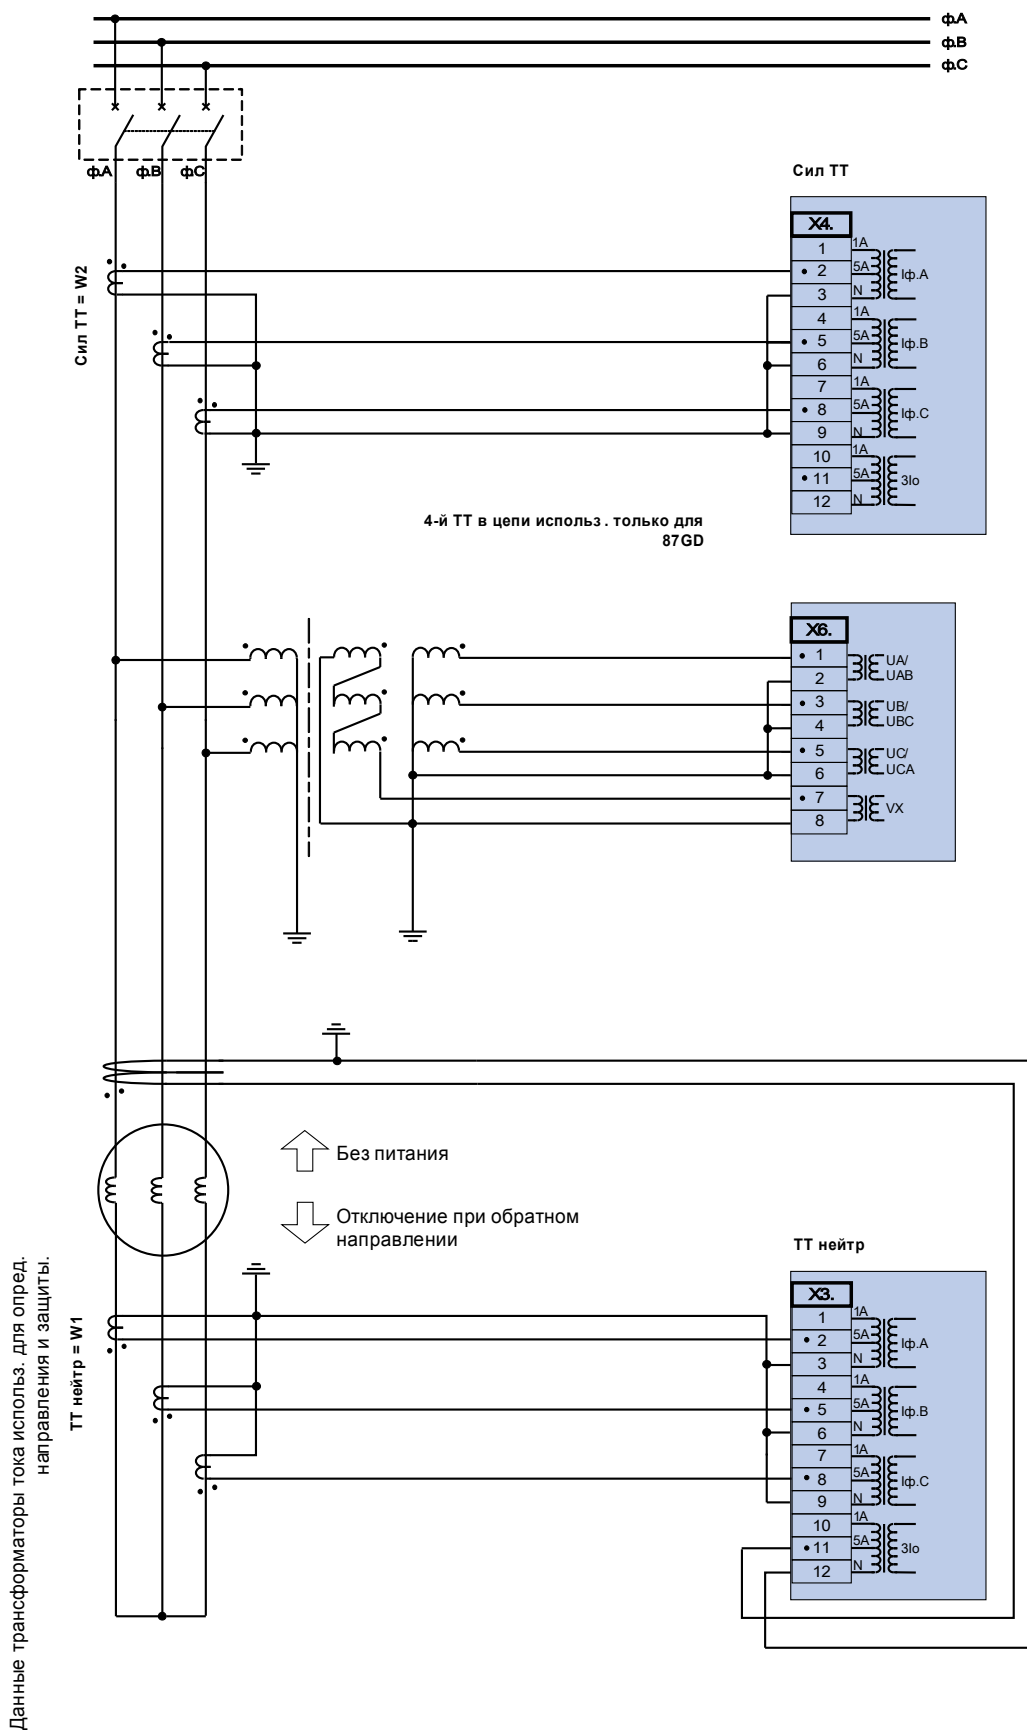 ф.A
ф.B
ф.C
ф.A ф.B ф.C
Сил ТТ
X4.
1 1A
2 5A Iф.A
3 N
4 1A
5 5A Iф.B
6 N
7 1A
8 5A Iф.C
9 N
10 1A
11 5A 3Io
12 N
Сил ТТ = W2
4-й ТТ в цепи использ . только для
87GD
X6.
1 UA/
2 UAB
3 UB/
4 UBC
5 UC/
6 UCA
7 VX
8
Без питания
Отключение при обратном
направлении
ТТ нейтр
X3.
1 1A
2 5A Iф.A
3 N
4 1A
5 5A Iф.B
6 N
7 1A
8 5A Iф.C
9 N
10 1A
11 5A 3Io
12 N
ТТ нейтр = W1
Данные трансформаторы тока использ. для опред.
направления и защиты.